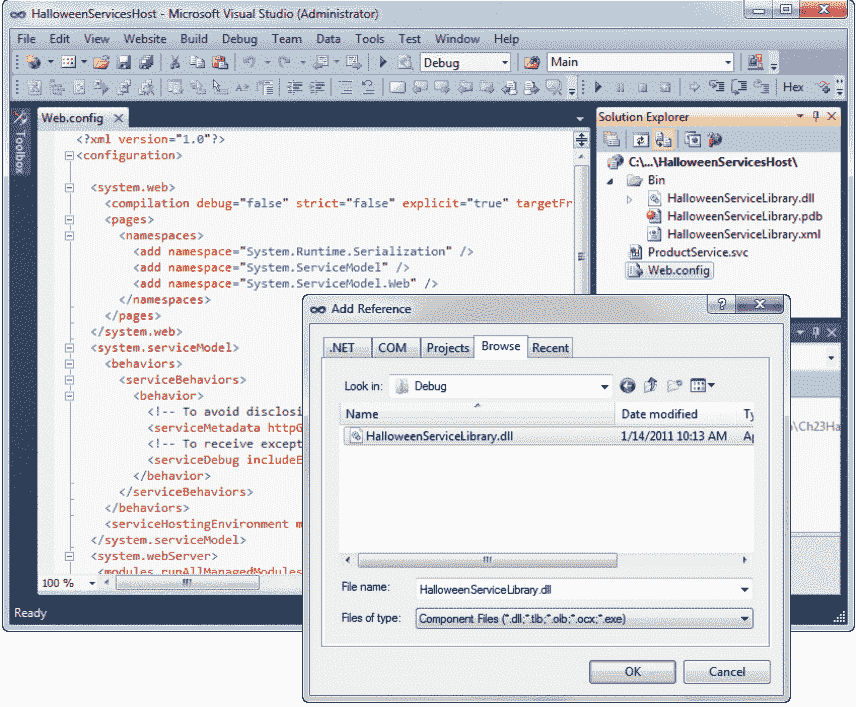 HalloweenServicesHost - Microsoft Visual Studio (Administrator)
File Edit View Website Build Debug Team Data Tools Test Window Help
Debug Main
Hex
Toolbox
Web.config
<?xml version="1.0"?>
<configuration>
<system.web>
<compilation debug="false" strict="false" explicit="true" targetFr
<pages>
<namespaces>
<add namespace="System.Runtime.Serialization" />
<add namespace="System.ServiceModel" />
<add namespace="System.ServiceModel.Web" />
</namespaces>
</pages>
</system.web>
<system.serviceModel>
<behaviors>
<serviceBehaviors>
<behavior>
<!-- To avoid disclosi
<serviceMetadata httpG
<!-- To receive except
<serviceDebug includeE
</behavior>
</serviceBehaviors>
</behaviors>
<serviceHostingEnvironment m
</system.serviceModel>
<system.webServer>
<modules runAllManagedModules
100 %
Ready
Solution Explorer
C:\...\HalloweenServicesHost\
Bin
HalloweenServiceLibrary.dll
HalloweenServiceLibrary.pdb
HalloweenServiceLibrary.xml
ProductService.svc
Web.config
\Ch23Ha
Add Reference
.NET COM Projects Browse Recent
Look in: Debug
Name Date modified Ty
HalloweenServiceLibrary.dll 1/14/2011 10:13 AM Ap
File name: HalloweenServiceLibrary.dll
Files of type: Component Files (*.dll;*.tlb;*.olb;*.ocx;*.exe)
OK Cancel